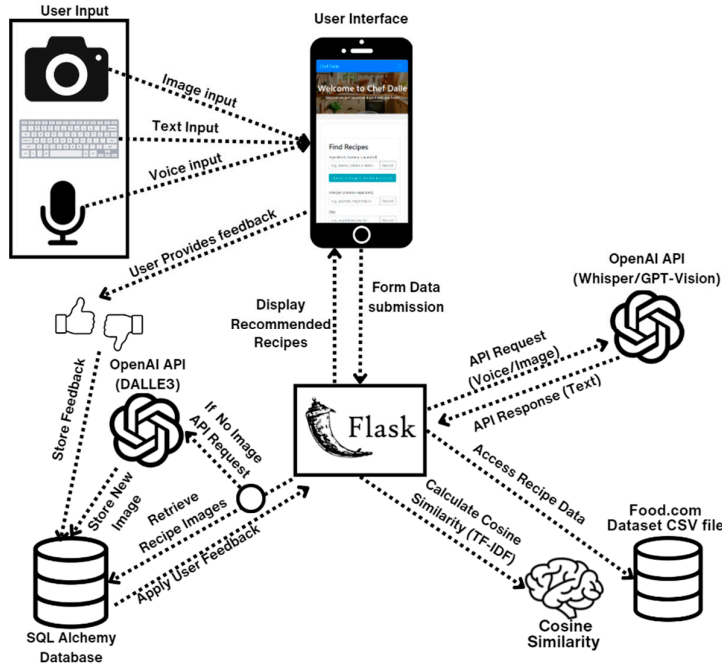 User Input
User Interface
Image input
Text Input
Voice input
Chef Dalle
Welcome to Chef Dalle
Find Recipes
User Provides feedback
Display
Recommended
Recipes
Form Data
submission
OpenAI API
(Whisper/GPT-Vision)
API Request
(Voice/Image)
API Response (Text)
OpenAI API
(DALLE3)
If No Image
API Request
Flask
Store Feedback
Store New
Image
Retrieve
Recipe Images
Apply User Feedback
Calculate Cosine
Similarity (TF-IDF)
Access Recipe Data
Food.com
Dataset CSV file
Cosine
Similarity
SQL Alchemy
Database